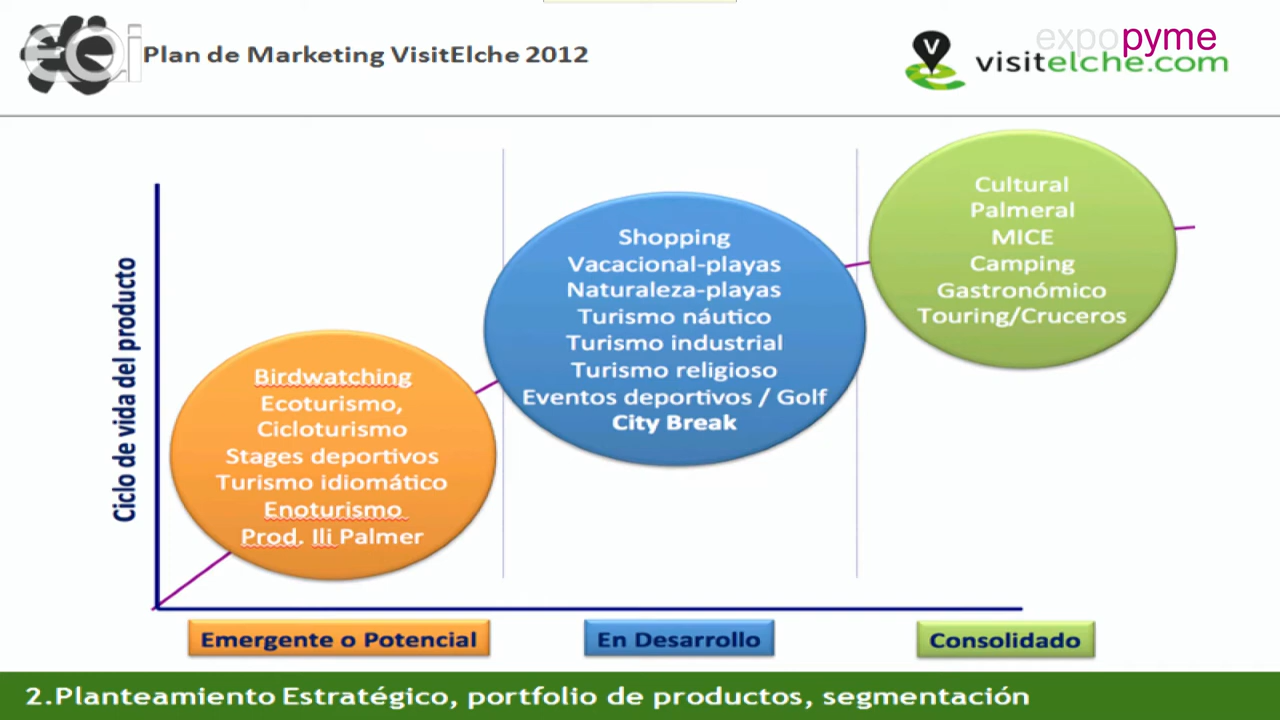 eoi
Plan de Marketing VisitElche 2012
expopyme
visitelche.com
Ciclo de vida del producto
Birdwatching
Ecoturismo,
Cicloturismo
Stages deportivos
Turismo idiomático
Enoturismo
Prod. Ili Palmer
Shopping
Vacacional-playas
Naturaleza-playas
Turismo náutico
Turismo industrial
Turismo religioso
Eventos deportivos / Golf
City Break
Cultural
Palmeral
MICE
Camping
Gastronómico
Touring/Cruceros
Emergente o Potencial
En Desarrollo
Consolidado
2.Planteamiento Estratégico, portfolio de productos, segmentación